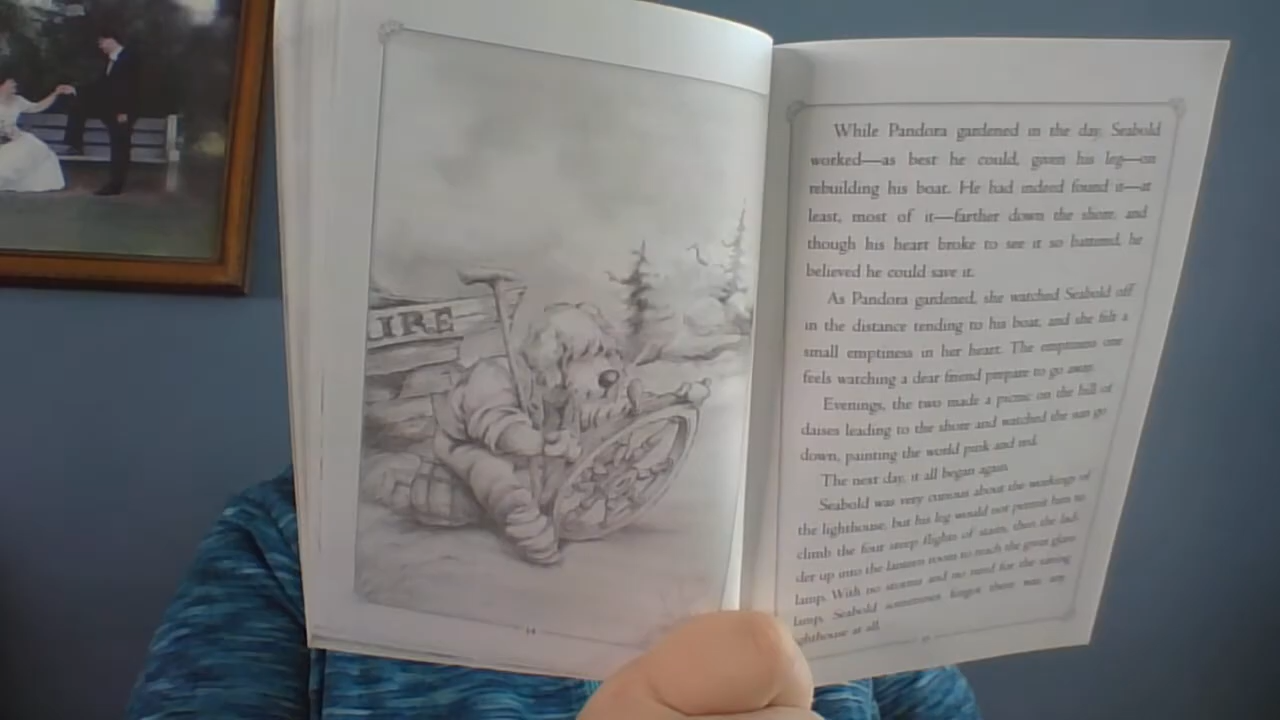 IRE
While Pandora gardened in the day, Seabold
worked—as best he could, given his leg—on
rebuilding his boat. He had indeed found it—at
least, most of it—farther down the shore, and
though his heart broke to see it so battered, he
believed he could save it.
As Pandora gardened, she watched Seabold off
in the distance tending to his boat, and she felt a
small emptiness in her heart. The emptiness one
feels watching a dear friend prepare to go away.
Evenings, the two made a picnic on the hill of
daisies leading to the shore and watched the sun go
down, painting the world pink and red.
The next day, it all began again.
Seabold was very curious about the workings of
the lighthouse, but his leg would not permit him to
climb the four steep flights of stairs, then the lad-
der up into the lantern room to reach the great glass
lamp. With no storms and no need for the saving
lamp, Seabold sometimes forgot there was any
lighthouse at all.
14